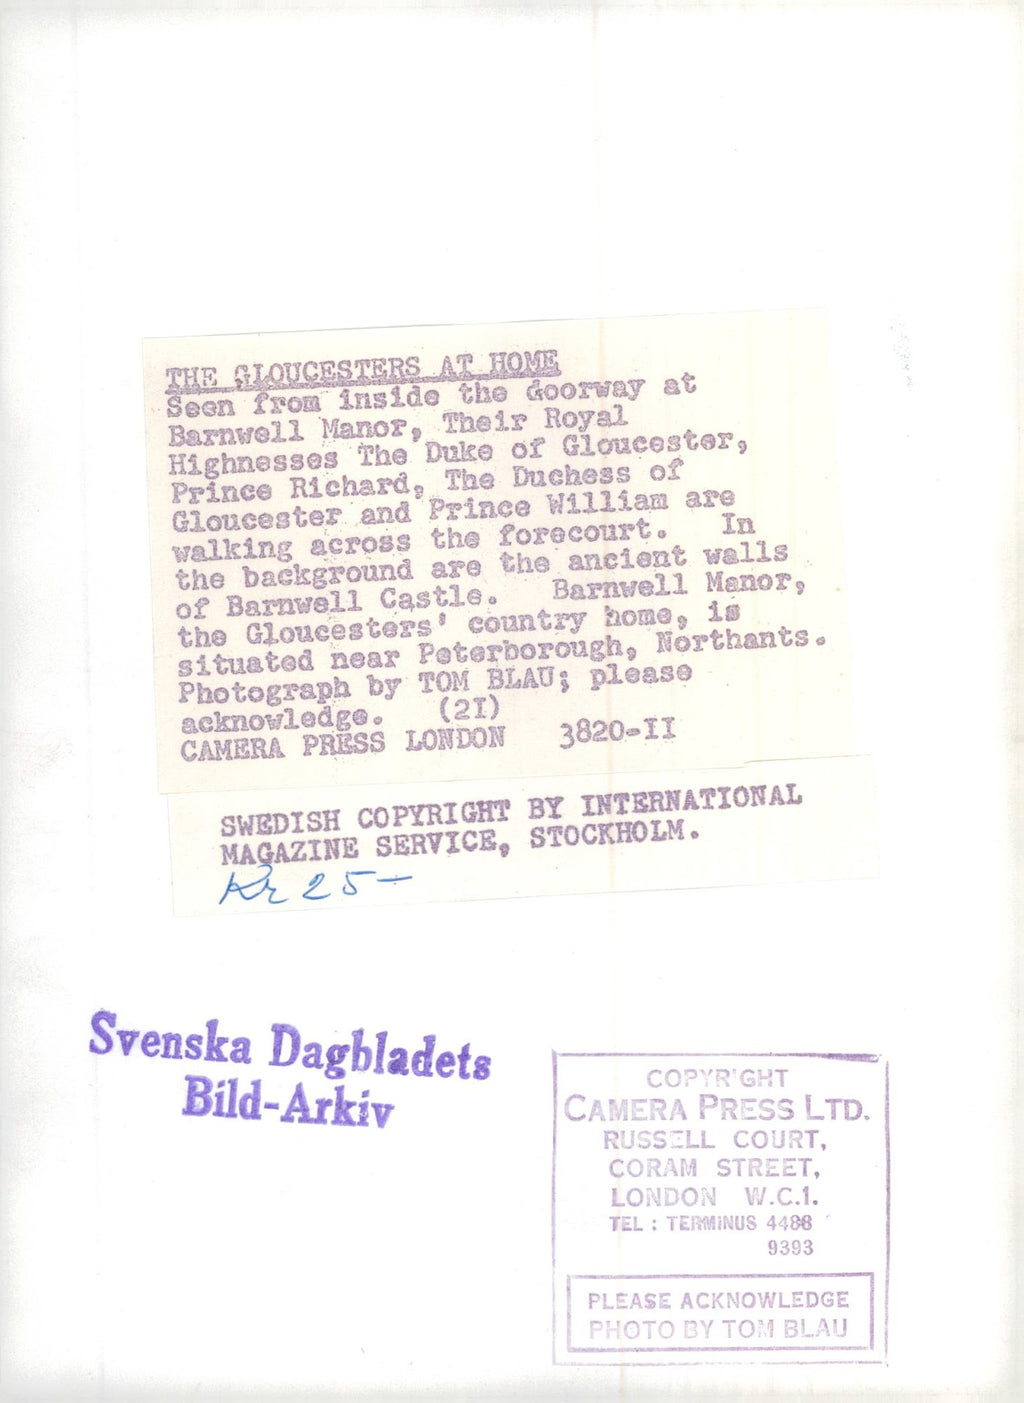 THE GLOUCESTERS AT HOME
Seen from inside the doorway at
Barnwell Manor, Their Royal
Highnesses The Duke of Gloucester,
Prince Richard, The Duchess of
Gloucester and Prince William are
walking across the forecourt. In
the background are the ancient walls
of Barnwell Castle. Barnwell Manor,
the Gloucesters' country home, is
situated near Peterborough, Northants.
Photograph by TOM BLAU; please
acknowledge. (2I)
CAMERA PRESS LONDON 3820-II
SWEDISH COPYRIGHT BY INTERNATIONAL
MAGAZINE SERVICE, STOCKHOLM.
Kr 25-
Svenska Dagbladets
Bild-Arkiv
COPYRIGHT
CAMERA PRESS LTD.
RUSSELL COURT,
CORAM STREET,
LONDON W.C.1.
TEL : TERMINUS 4488
9393
PLEASE ACKNOWLEDGE
PHOTO BY TOM BLAU